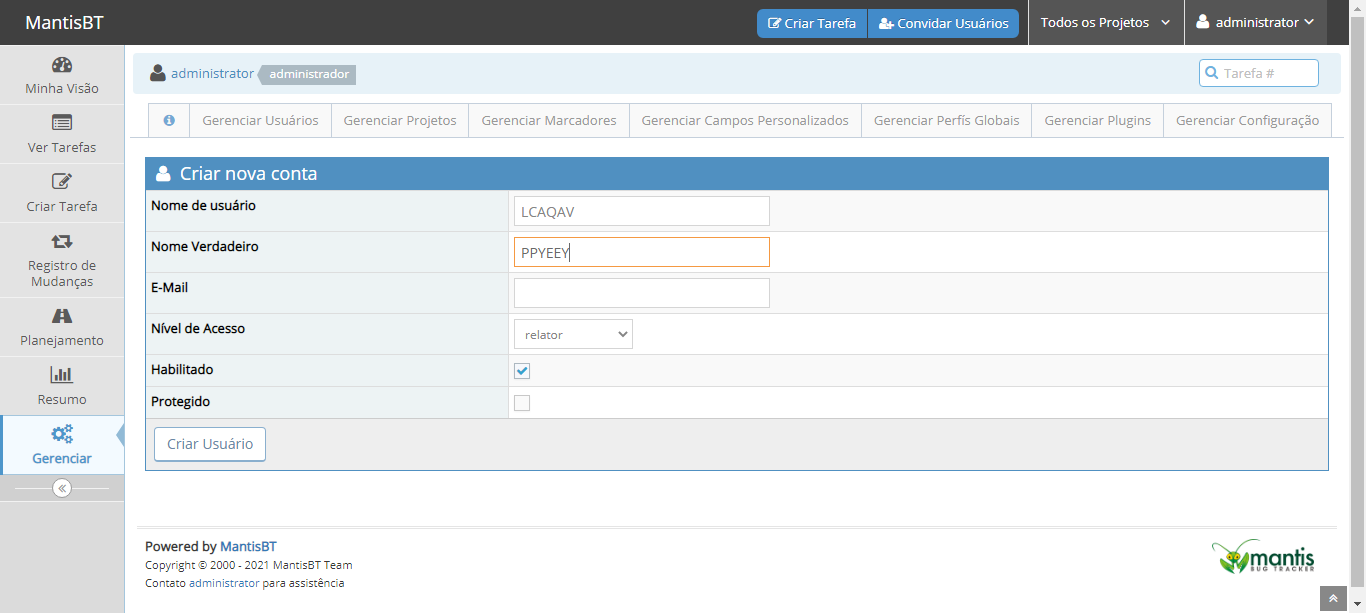 MantisBT
Criar Tarefa
Convidar Usuários
Todos os Projetos
administrator
Minha Visão
Ver Tarefas
Criar Tarefa
Registro de
Mudanças
Planejamento
Resumo
Gerenciar
administrator administrador
Tarefa #
Gerenciar Usuários
Gerenciar Projetos
Gerenciar Marcadores
Gerenciar Campos Personalizados
Gerenciar Perfís Globais
Gerenciar Plugins
Gerenciar Configuração
Criar nova conta
Nome de usuário LCAQAV
Nome Verdadeiro PPYEEY
E-Mail
Nível de Acesso relator
Habilitado
Protegido
Criar Usuário
Powered by MantisBT
Copyright © 2000 - 2021 MantisBT Team
Contato administrator para assistência
mantis
BUG TRACKER